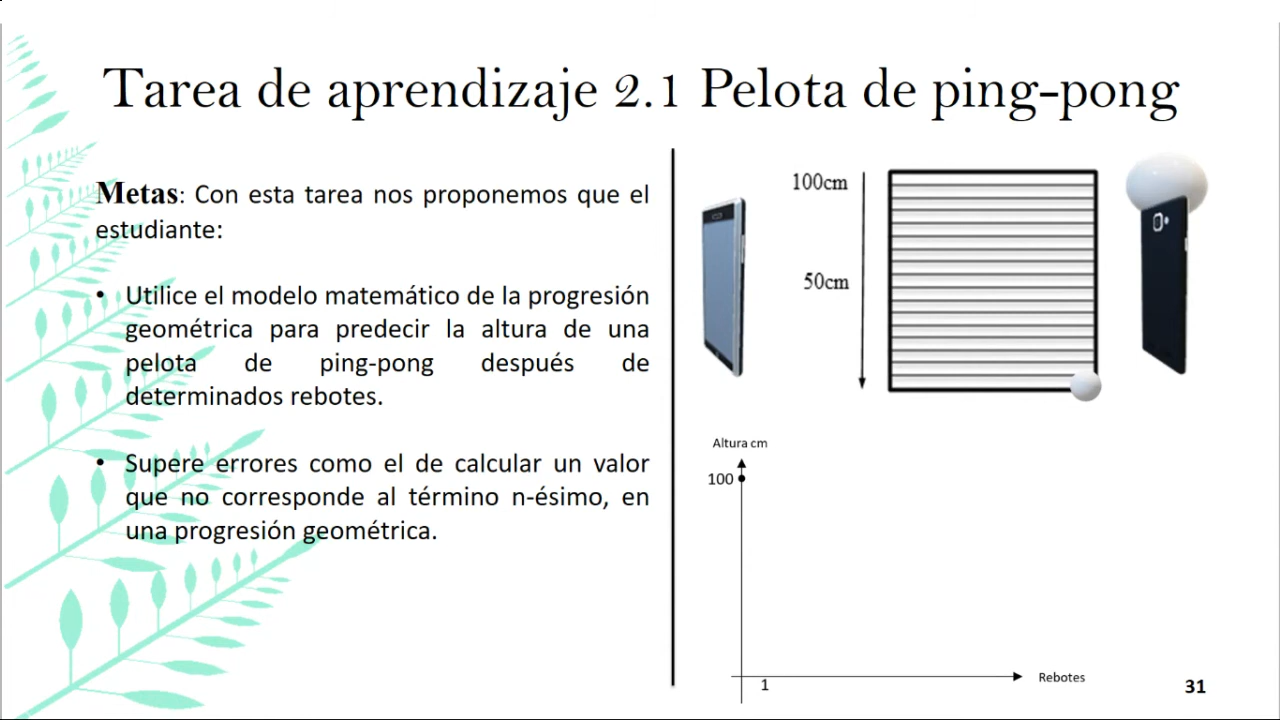 Tarea de aprendizaje 2.1 Pelota de ping-pong
Metas: Con esta tarea nos proponemos que el
estudiante:
• Utilice el modelo matemático de la progresión
geométrica para predecir la altura de una
pelota de ping-pong después de
determinados rebotes.
• Supere errores como el de calcular un valor
que no corresponde al término n-ésimo, en
una progresión geométrica.
100cm
50cm
Altura cm
100
1
Rebotes
31